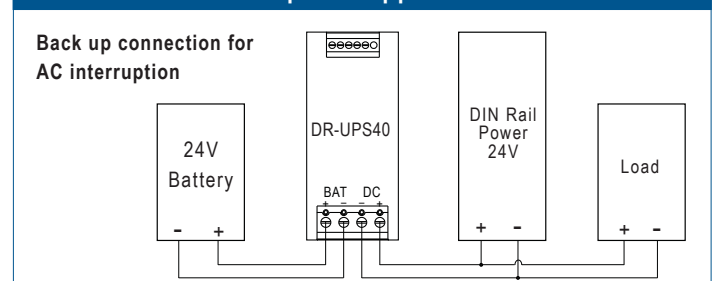 Back up connection for
AC interruption
24V
Battery
- +
DR-UPS40
BAT DC
+ - - +
DIN Rail
Power
24V
+ -
Load
+ -